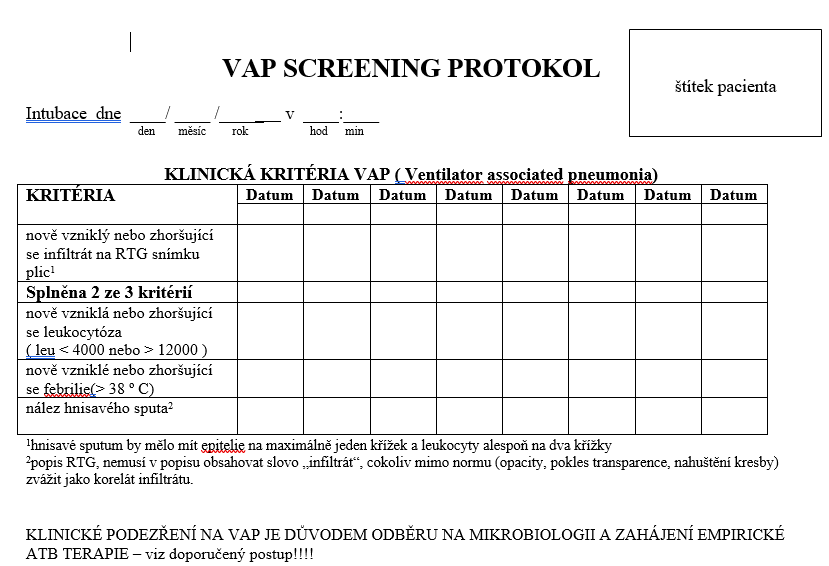 VAP SCREENING PROTOKOL
štítek pacienta
Intubace dne ____/ ____ /_______ v ____:____
den měsíc rok hod min
KLINICKÁ KRITÉRIA VAP ( Ventilator associated pneumonia)
KRITÉRIA Datum Datum Datum Datum Datum Datum Datum Datum
nově vzniklý nebo zhoršující
se infiltrát na RTG snímku
plic¹
Splněna 2 ze 3 kritérií
nově vzniklá nebo zhoršující
se leukocytóza
( leu < 4000 nebo > 12000 )
nově vzniklé nebo zhoršující
se febrilie(> 38 º C)
nález hnisavého sputa²
¹hnisavé sputum by mělo mít epitelie na maximálně jeden křížek a leukocyty alespoň na dva křížky
²popis RTG, nemusí v popisu obsahovat slovo „infiltrát“, cokoliv mimo normu (opacity, pokles transparence, nahuštění kresby)
zvážit jako korelát infiltrátu.
KLINICKÉ PODEZŘENÍ NA VAP JE DŮVODEM ODBĚRU NA MIKROBIOLOGII A ZAHÁJENÍ EMPIRICKÉ
ATB TERAPIE – viz doporučený postup!!!!